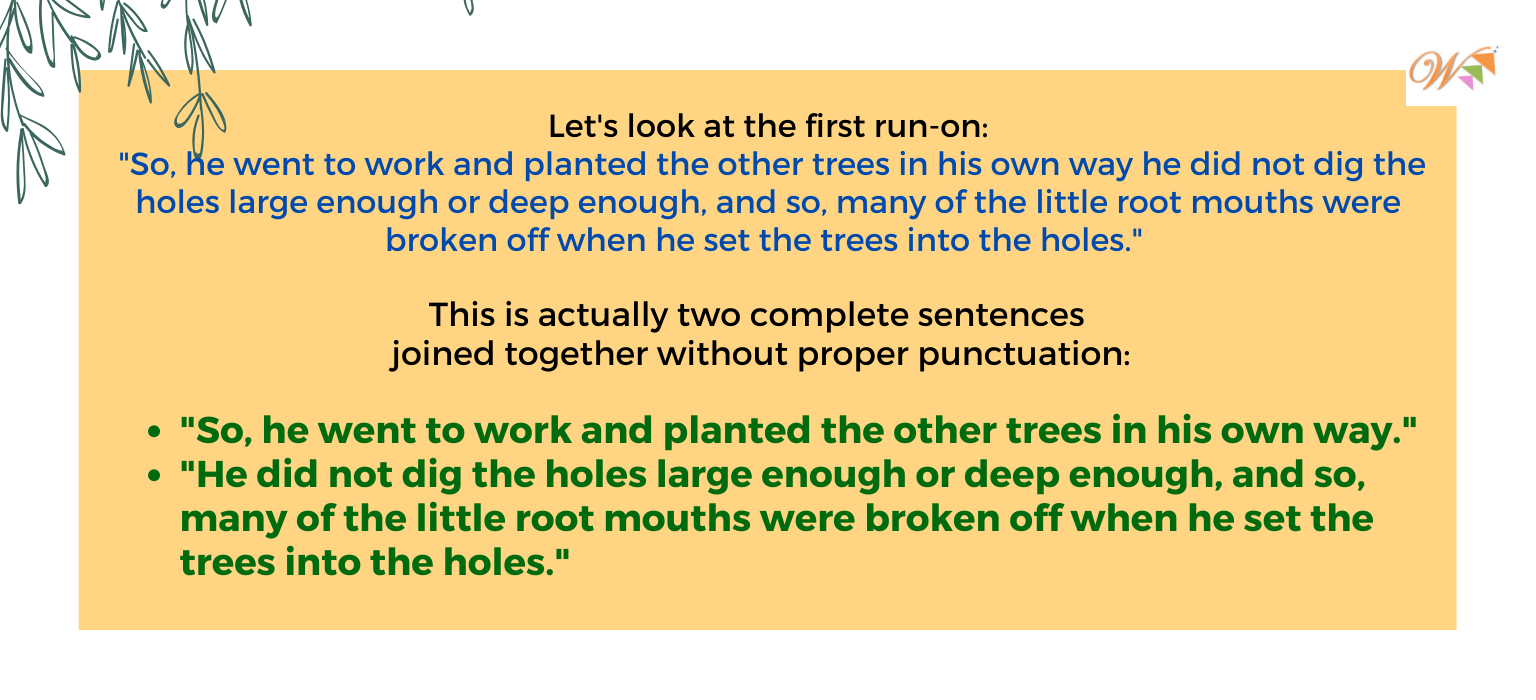 W
Let's look at the first run-on:
"So, he went to work and planted the other trees in his own way he did not dig the
holes large enough or deep enough, and so, many of the little root mouths were
broken off when he set the trees into the holes."
This is actually two complete sentences
joined together without proper punctuation:
• "So, he went to work and planted the other trees in his own way."
• "He did not dig the holes large enough or deep enough, and so,
many of the little root mouths were broken off when he set the
trees into the holes."